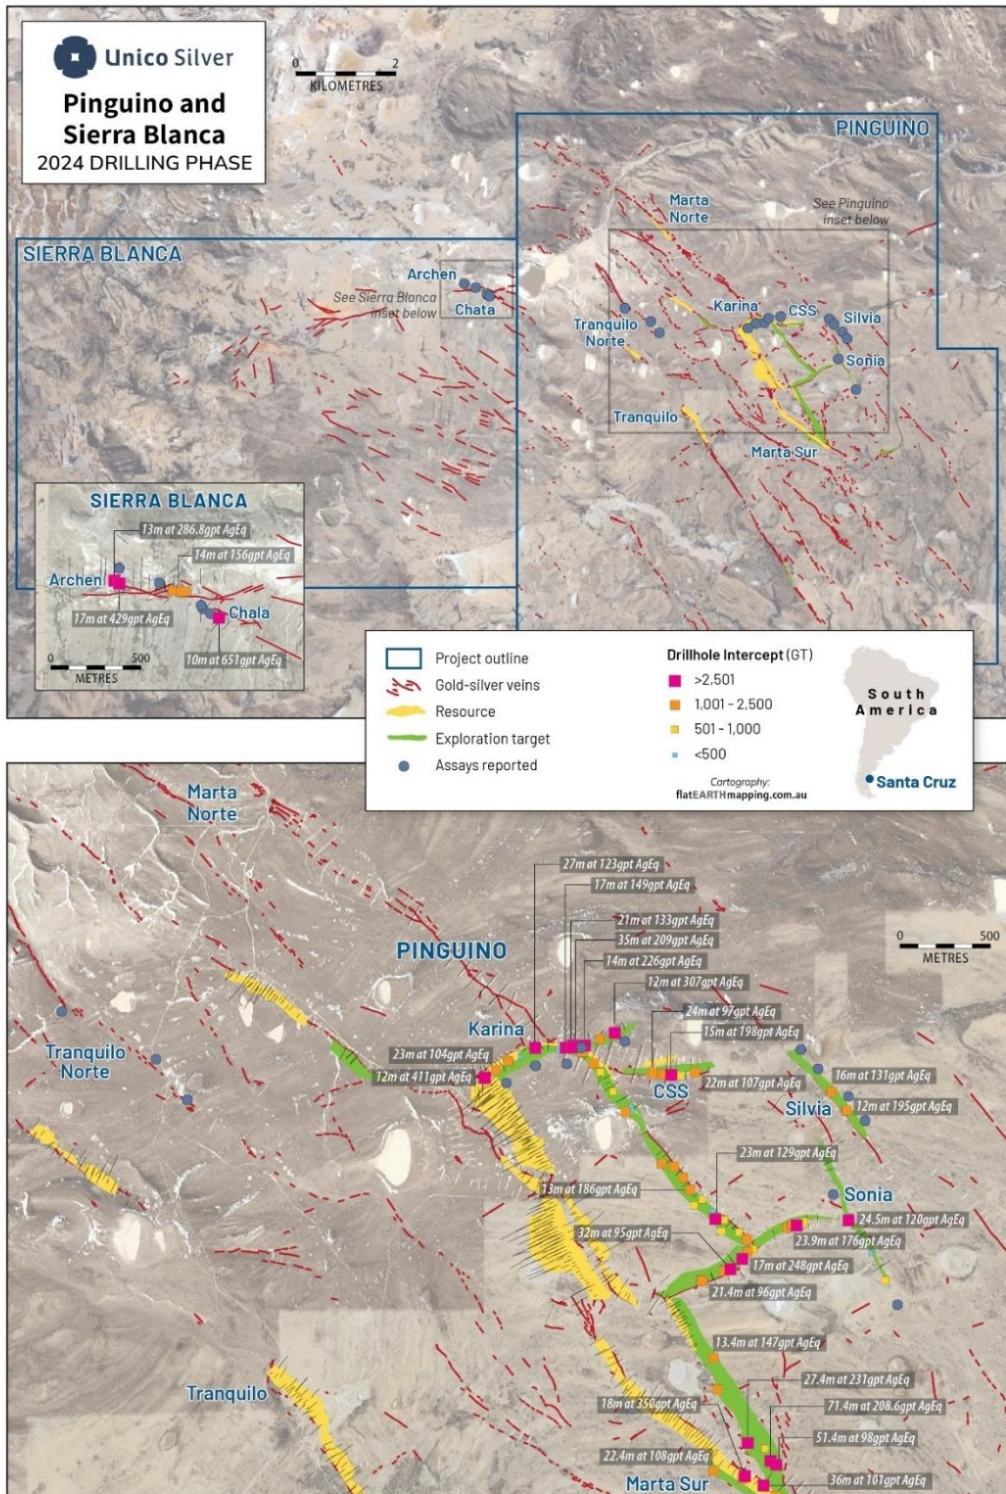 Unico Silver
Pinguino and
Sierra Blanca
2024 DRILLING PHASE
0 2
KILOMETRES
PINGUINO
See Pinguino
inset below
Marta
Norte
SIERRA BLANCA
Archen
See Sierra Blanca
inset below
Chata
Karina
CSS
Silvia
Tranquilo
Norte
Sonia
Tranquilo
Marta Sur
SIERRA BLANCA
13m at 286.8gpt AgEq
14m at 156gpt AgEq
Archen
17m at 429gpt AgEq
Chala
10m at 651gpt AgEq
0 500
METRES
Project outline
Gold-silver veins
Resource
Exploration target
Assays reported
Drillhole Intercept (GT)
>2,501
1,001 - 2,500
501 - 1,000
<500
Cartography:
flatEARTHmapping.com.au
South
America
Santa Cruz
Marta
Norte
27m at 123gpt AgEq
17m at 149gpt AgEq
21m at 133gpt AgEq
35m at 209gpt AgEq
14m at 226gpt AgEq
12m at 307gpt AgEq
24m at 97gpt AgEq
15m at 198gpt AgEq
0 500
METRES
PINGUINO
Karina
23m at 104gpt AgEq
12m at 411gpt AgEq
Tranquilo
Norte
CSS
22m at 107gpt AgEq
16m at 131gpt AgEq
Silvia
12m at 195gpt AgEq
23m at 129gpt AgEq
13m at 186gpt AgEq
Sonia
24.5m at 120gpt AgEq
32m at 95gpt AgEq
23.9m at 176gpt AgEq
17m at 248gpt AgEq
21.4m at 96gpt AgEq
13.4m at 147gpt AgEq
27.4m at 231gpt AgEq
Tranquilo
18m at 350gpt AgEq
71.4m at 208.6gpt AgEq
51.4m at 98gpt AgEq
22.4m at 108gpt AgEq
Marta Sur
36m at 101gpt AgEq